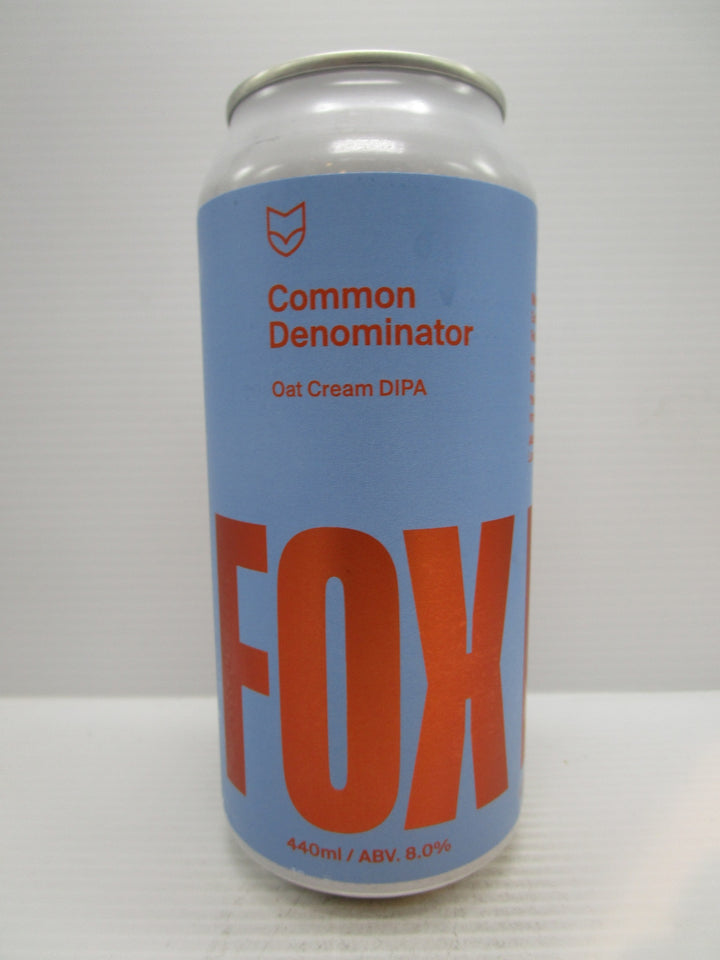 Common
Denominator
Oat Cream DIPA
FOX
440ml / ABV. 8.0%